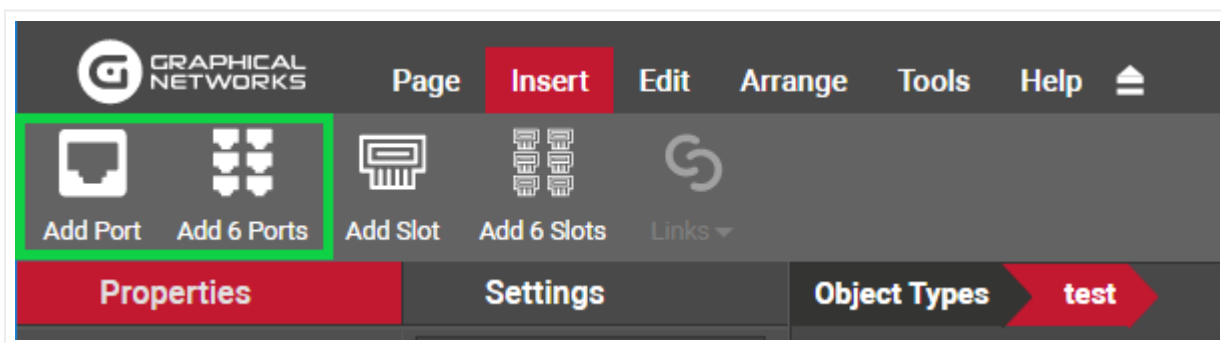 GRAPHICAL
NETWORKS
Page Insert Edit Arrange Tools Help
Add Port Add 6 Ports Add Slot Add 6 Slots Links
Properties Settings Object Types test